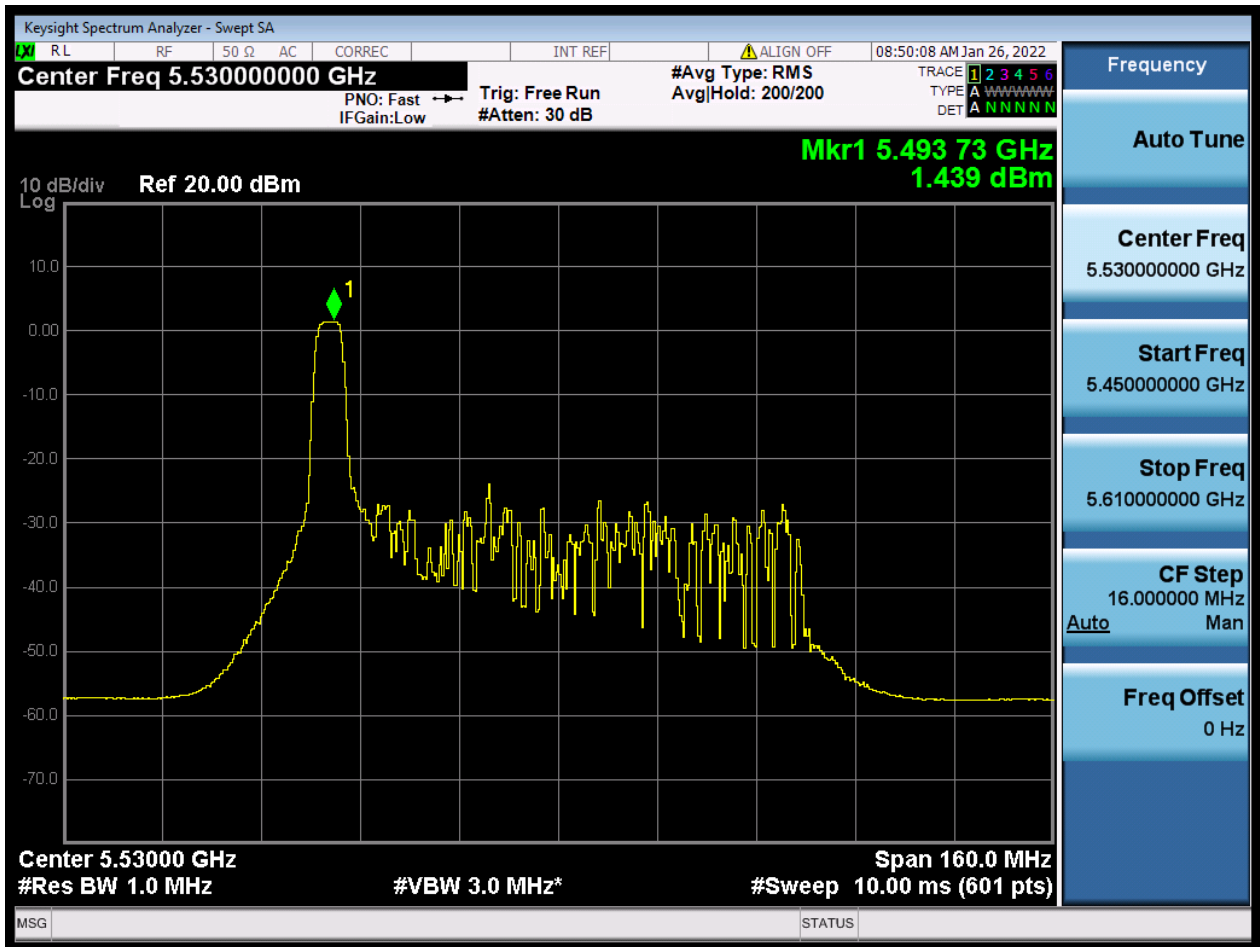 Keysight Spectrum Analyzer - Swept SA
LXI RL RF 50 Ω AC CORREC INT REF ALIGN OFF 08:50:08 AM Jan 26, 2022
Center Freq 5.530000000 GHz
PNO: Fast
IFGain:Low
Trig: Free Run
#Atten: 30 dB
#Avg Type: RMS
Avg|Hold: 200/200
TRACE 1 2 3 4 5 6
TYPE A W W W W W
DET A N N N N N
Mkr1 5.493 73 GHz
1.439 dBm
10 dB/div Ref 20.00 dBm
Log
1
10.0
0.00
-10.0
-20.0
-30.0
-40.0
-50.0
-60.0
-70.0
Center 5.53000 GHz Span 160.0 MHz
#Res BW 1.0 MHz #VBW 3.0 MHz* #Sweep 10.00 ms (601 pts)
MSG STATUS
Frequency
Auto Tune
Center Freq
5.530000000 GHz
Start Freq
5.450000000 GHz
Stop Freq
5.610000000 GHz
CF Step
16.000000 MHz
Auto Man
Freq Offset
0 Hz